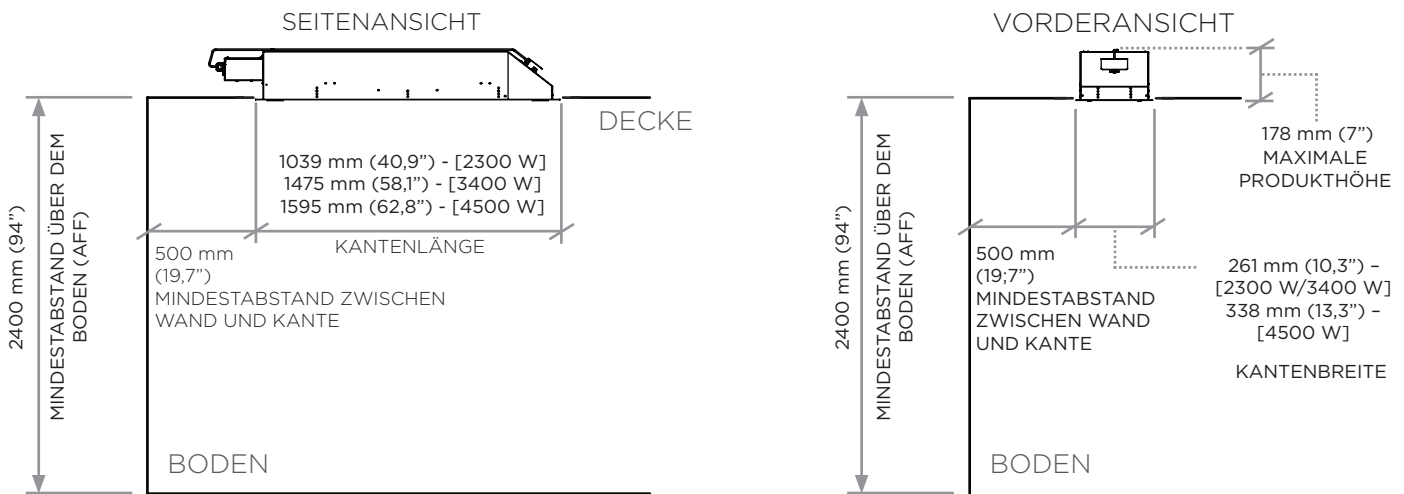 SEITENANSICHT
DECKE
2400 mm (94”)
MINDESTABSTAND ÜBER DEM
BODEN (AFF)
1039 mm (40,9”) - [2300 W]
1475 mm (58,1”) - [3400 W]
1595 mm (62,8”) - [4500 W]
KANTENLÄNGE
500 mm
(19,7”)
MINDESTABSTAND ZWISCHEN
WAND UND KANTE
BODEN
VORDERANSICHT
2400 mm (94”)
MINDESTABSTAND ÜBER DEM
BODEN (AFF)
178 mm (7”)
MAXIMALE
PRODUKTHÖHE
500 mm
(19;7”)
MINDESTABSTAND
ZWISCHEN WAND
UND KANTE
261 mm (10,3”) –
[2300 W/3400 W]
338 mm (13,3”) –
[4500 W]
KANTENBREITE
BODEN